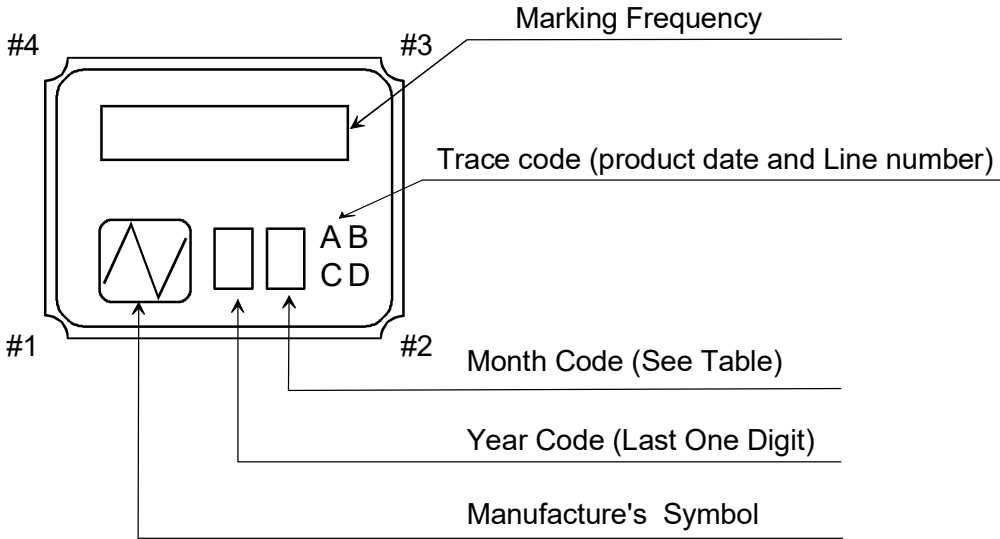 Marking Frequency
#4
#3
Trace code (product date and Line number)
A B
C D
#1
#2
Month Code (See Table)
Year Code (Last One Digit)
Manufacture's Symbol